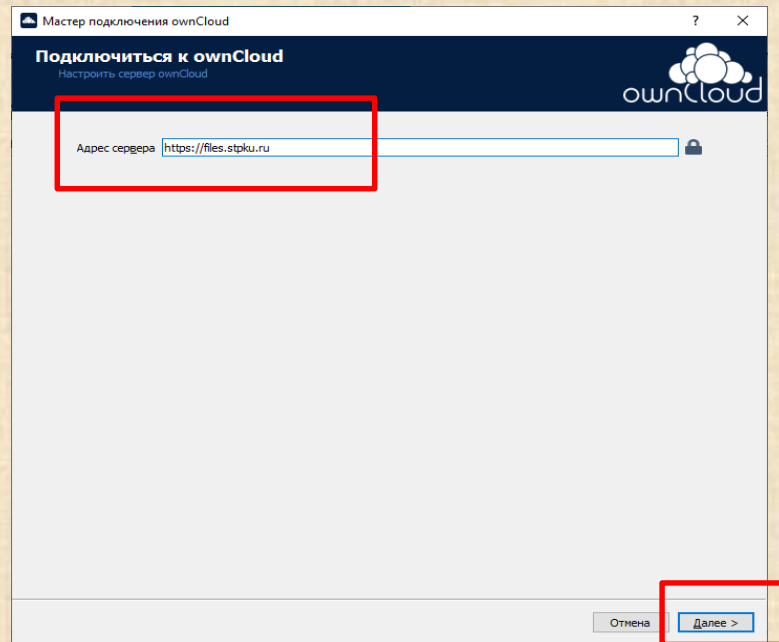 Мастер подключения ownCloud
Подключиться к ownCloud
Настроить сервер ownCloud
ownCloud
Адрес сервера https://files.stpku.ru
Отмена Далее >